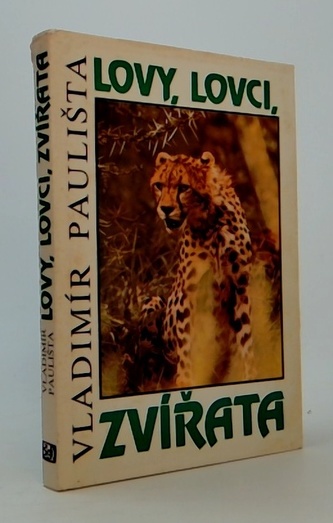 LOVY, LOVCI,
ZVÍŘATA
VLADIMÍR PAULIŠTA
VLADIMÍR
PAULIŠTA
LOVY, LOVCI, ZVÍŘATA